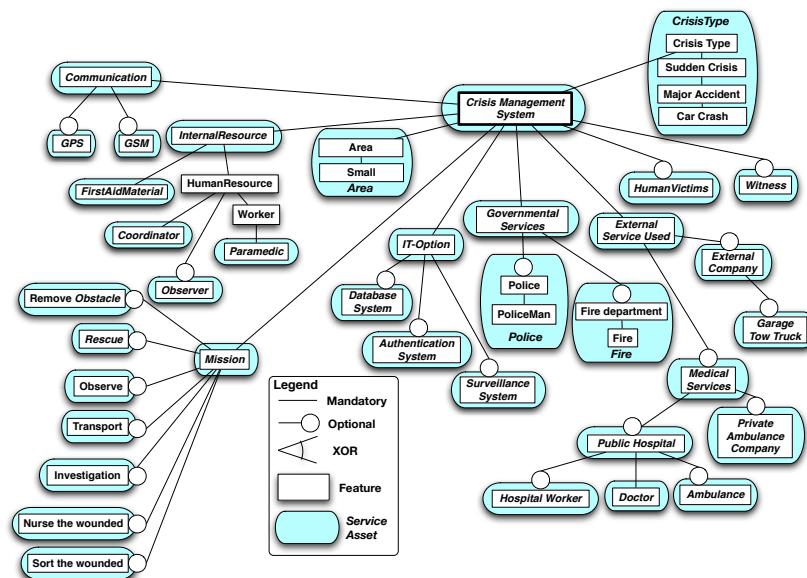 CrisisType
Crisis Type
Sudden Crisis
Major Accident
Car Crash
Communication
GPS
GSM
Crisis Management
System
InternalResource
FirstAidMaterial
HumanResource
Coordinator
Worker
Paramedic
Observer
Area
Small
Area
HumanVictims
Witness
Governmental
Services
External
Service Used
IT-Option
External
Company
Garage
Tow Truck
Database
System
Authentication
System
Surveillance
System
Police
PoliceMan
Police
Fire department
Fire
Fire
Medical
Services
Private
Ambulance
Company
Public Hospital
Hospital Worker
Doctor
Ambulance
Remove Obstacle
Rescue
Mission
Observe
Transport
Investigation
Nurse the wounded
Sort the wounded
Legend
Mandatory
Optional
XOR
Feature
Service
Asset